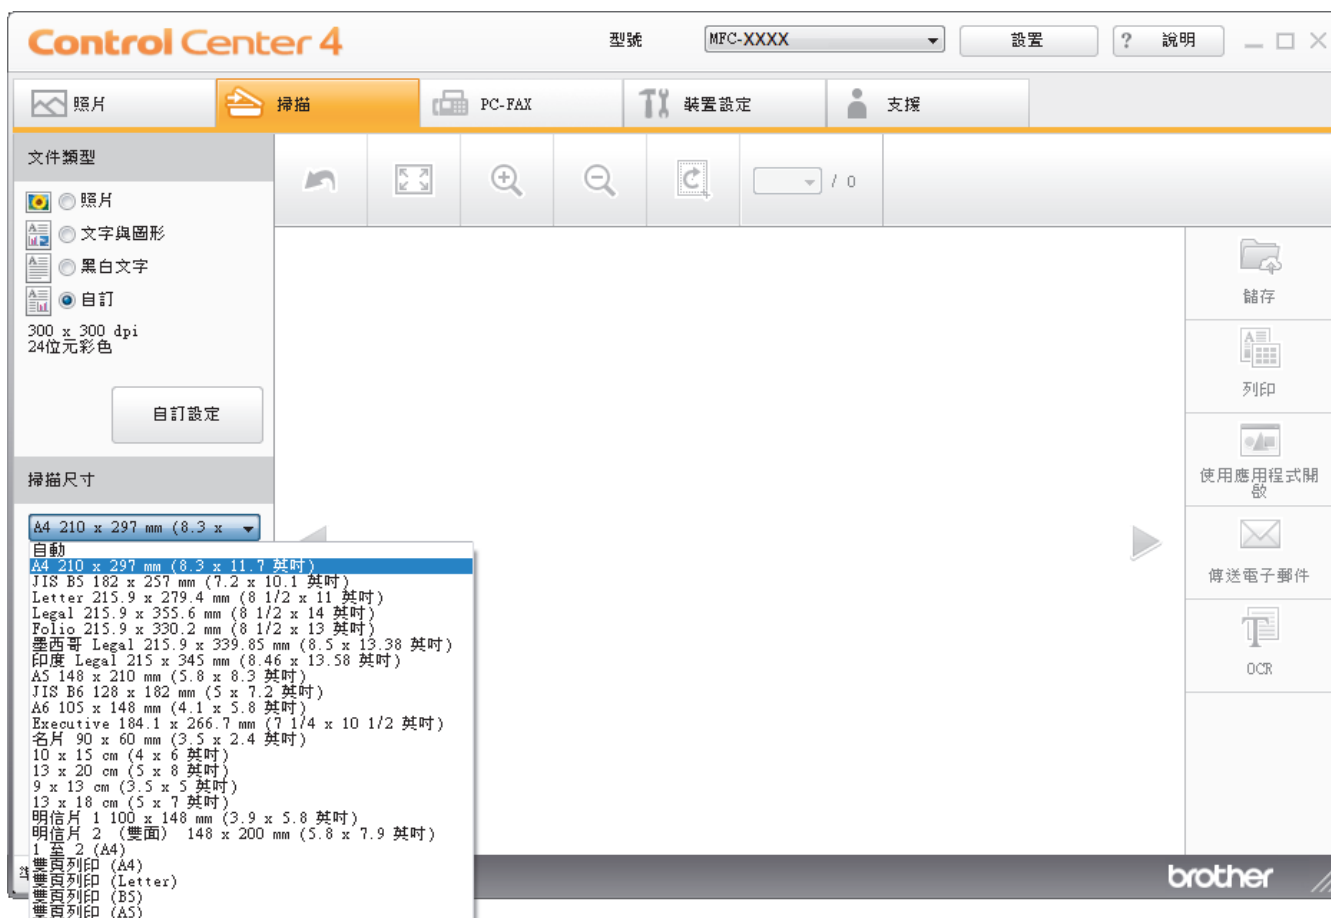 Control Center 4
型號
MFC-XXXX
設置
? 說明
照片
掃描
PC-FAX
裝置設定
支援
文件類型
照片
文字與圖形
黑白文字
自訂
300 x 300 dpi
24位元彩色
自訂設定
掃描尺寸
A4 210 x 297 mm (8.3 x
自動
A4 210 x 297 mm (8.3 x 11.7 英吋)
JIS B5 182 x 257 mm (7.2 x 10.1 英吋)
Letter 215.9 x 279.4 mm (8 1/2 x 11 英吋)
Legal 215.9 x 355.6 mm (8 1/2 x 14 英吋)
Folio 215.9 x 330.2 mm (8 1/2 x 13 英吋)
墨西哥 Legal 215.9 x 339.85 mm (8.5 x 13.38 英吋)
印度 Legal 215 x 345 mm (8.46 x 13.58 英吋)
A5 148 x 210 mm (5.8 x 8.3 英吋)
JIS B6 128 x 182 mm (5 x 7.2 英吋)
A6 105 x 148 mm (4.1 x 5.8 英吋)
Executive 184.1 x 266.7 mm (7 1/4 x 10 1/2 英吋)
名片 90 x 60 mm (3.5 x 2.4 英吋)
10 x 15 cm (4 x 6 英吋)
13 x 20 cm (5 x 8 英吋)
9 x 13 cm (3.5 x 5 英吋)
13 x 18 cm (5 x 7 英吋)
明信片 1 100 x 148 mm (3.9 x 5.8 英吋)
明信片 2 （雙面） 148 x 200 mm (5.8 x 7.9 英吋)
1 至 2 (A4)
雙頁列印 (A4)
雙頁列印 (Letter)
雙頁列印 (B5)
雙頁列印 (A5)
/ 0
儲存
列印
使用應用程式開
啟
傳送電子郵件
OCR
brother